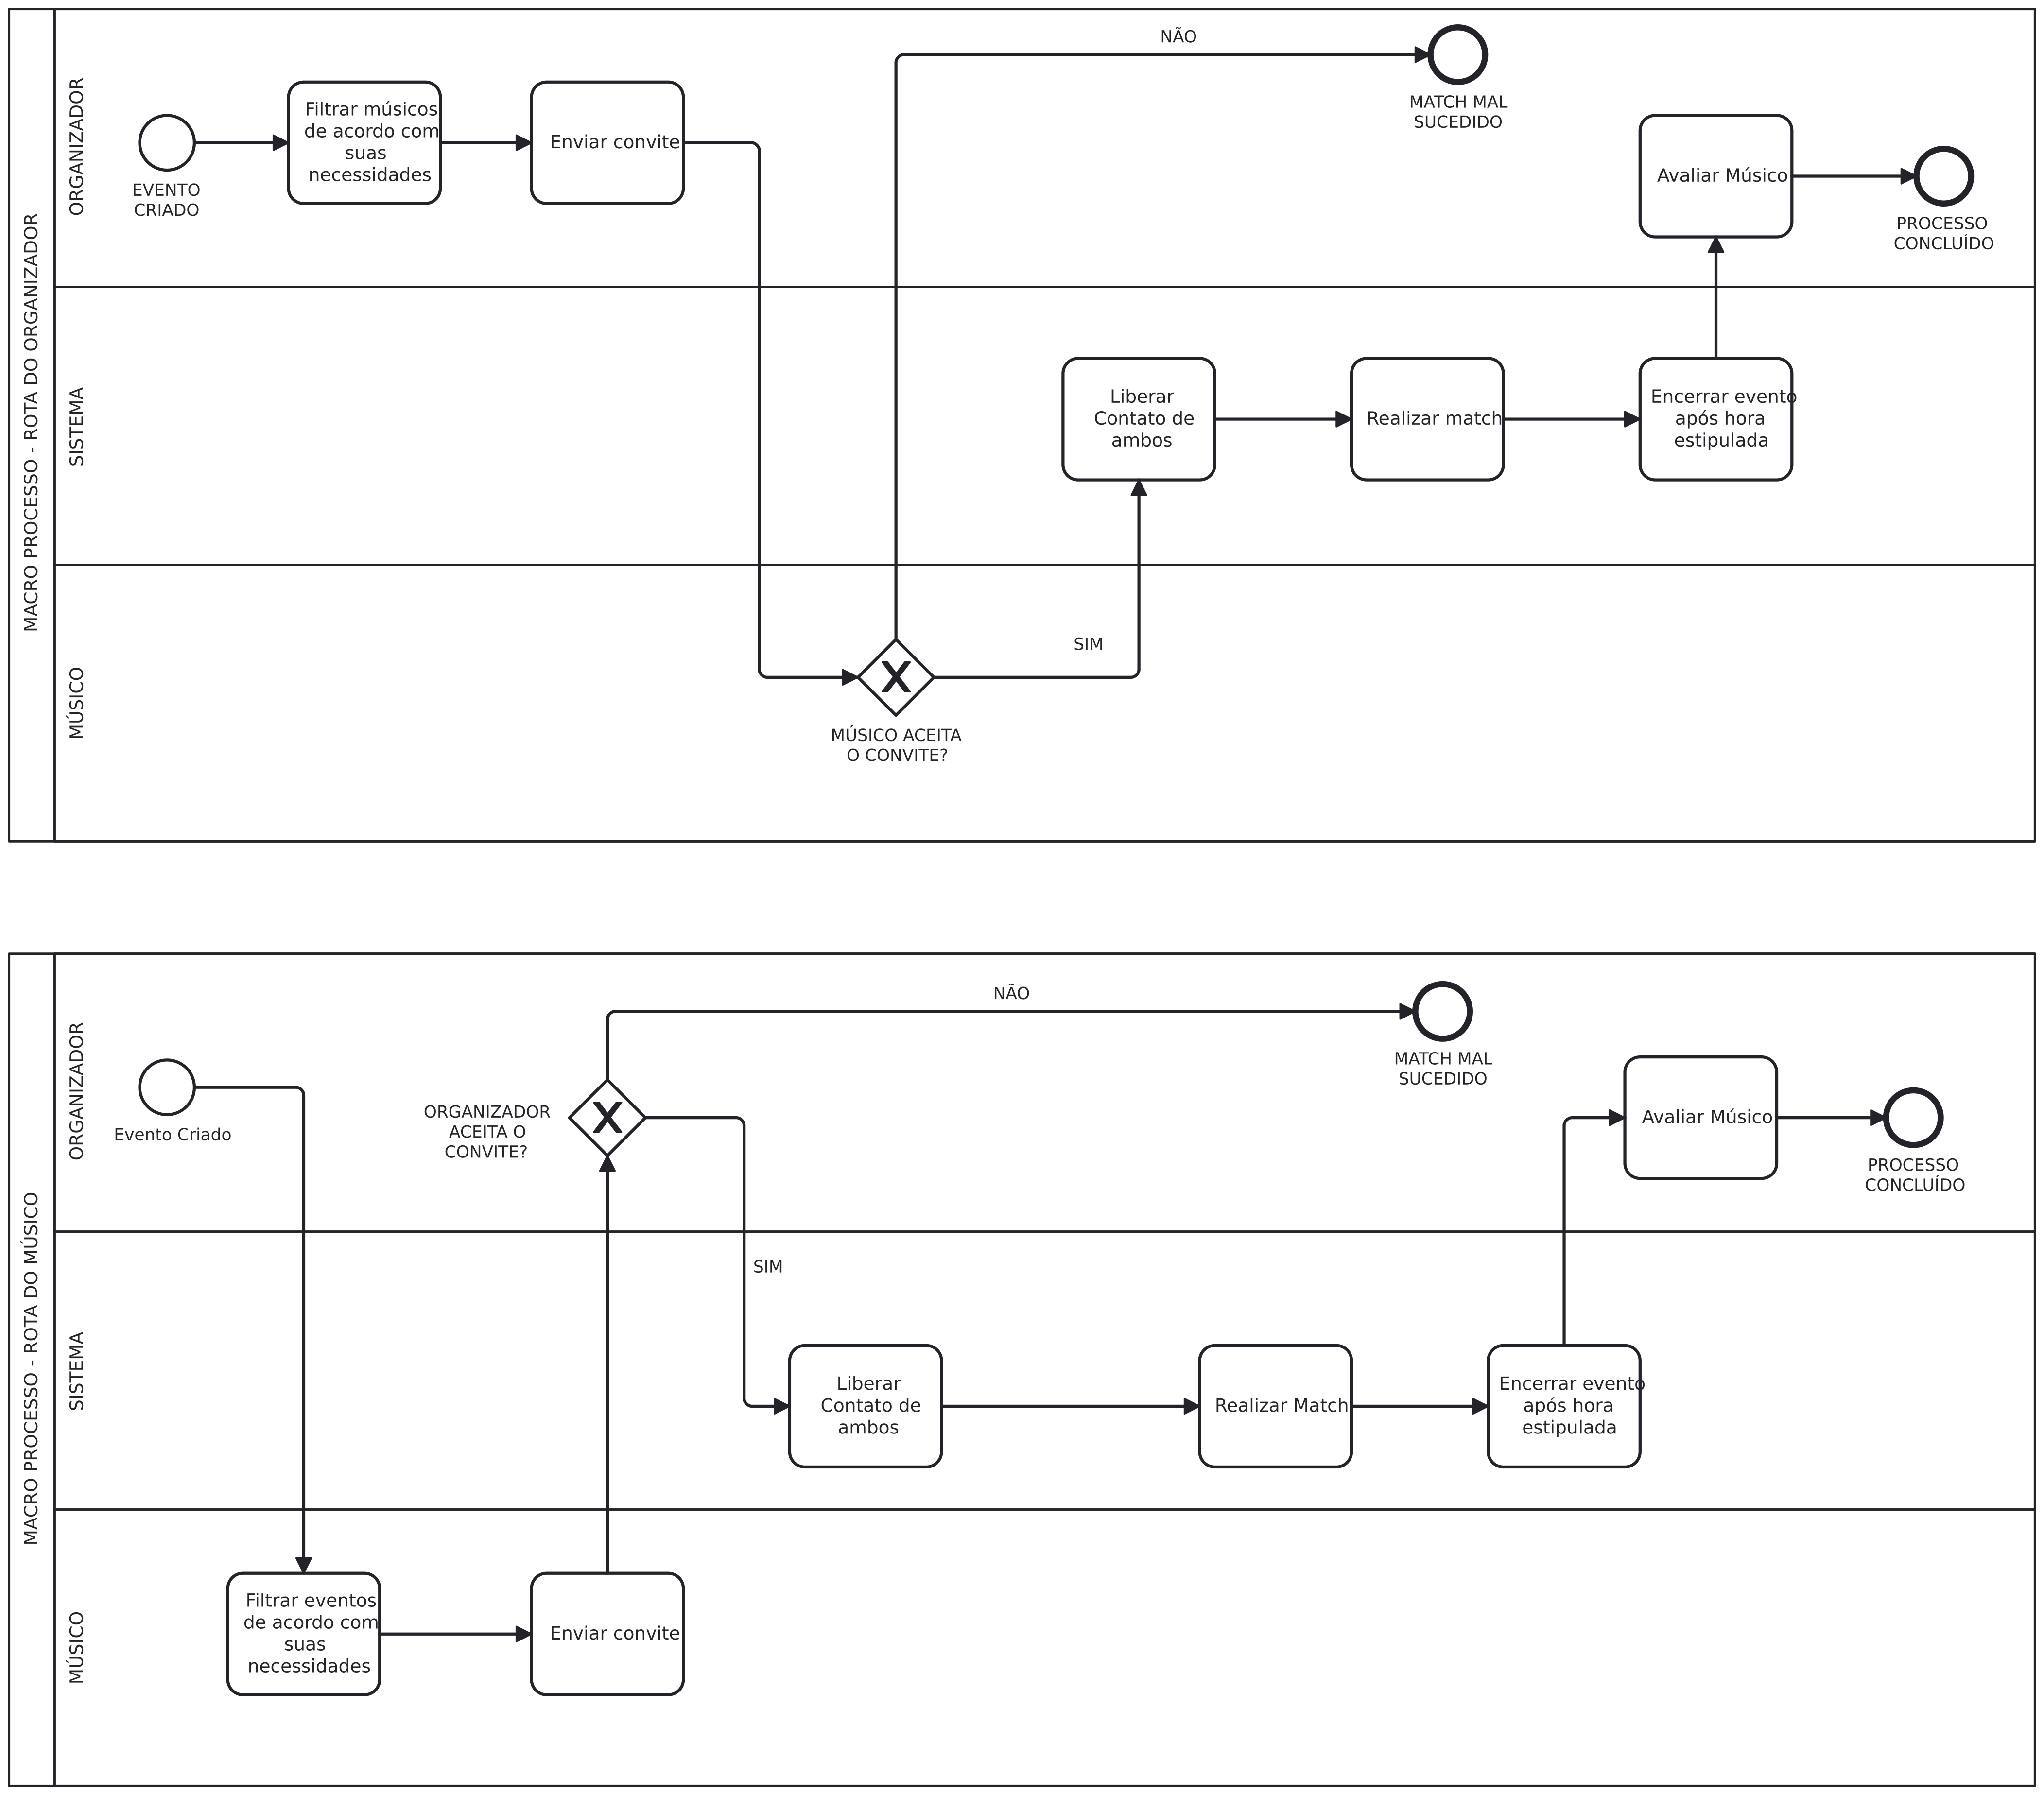 MACRO PROCESSO - ROTA DO ORGANIZADOR
ORGANIZADOR
EVENTO
CRIADO
Filtrar músicos
de acordo com
suas
necessidades
Enviar convite
NÃO
MATCH MAL
SUCEDIDO
Avaliar Músico
PROCESSO
CONCLUÍDO
SISTEMA
Liberar
Contato de
ambos
Realizar match
Encerrar evento
após hora
estipulada
MÚSICO
SIM
MÚSICO ACEITA
O CONVITE?
MACRO PROCESSO - ROTA DO MÚSICO
ORGANIZADOR
Evento Criado
ORGANIZADOR
ACEITA O
CONVITE?
NÃO
MATCH MAL
SUCEDIDO
Avaliar Músico
PROCESSO
CONCLUÍDO
SISTEMA
SIM
Liberar
Contato de
ambos
Realizar Match
Encerrar evento
após hora
estipulada
MÚSICO
Filtrar eventos
de acordo com
suas
necessidades
Enviar convite